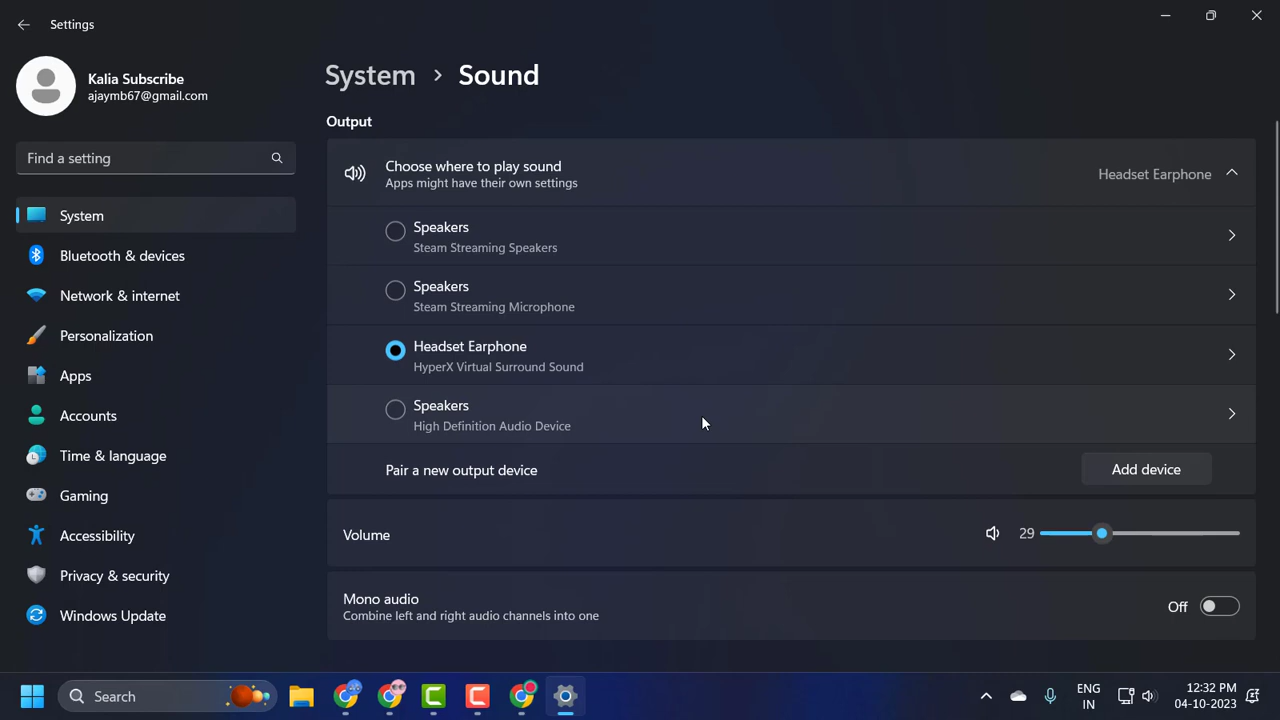 Settings
Kalia Subscribe
ajaymb67@gmail.com
Find a setting
System
Bluetooth & devices
Network & internet
Personalization
Apps
Accounts
Time & language
Gaming
Accessibility
Privacy & security
Windows Update
System > Sound
Output
Choose where to play sound
Apps might have their own settings
Headset Earphone
Speakers
Steam Streaming Speakers
Speakers
Steam Streaming Microphone
Headset Earphone
HyperX Virtual Surround Sound
Speakers
High Definition Audio Device
Pair a new output device
Add device
Volume
29
Mono audio
Combine left and right audio channels into one
Off
Search
ENG
IN
12:32 PM
04-10-2023